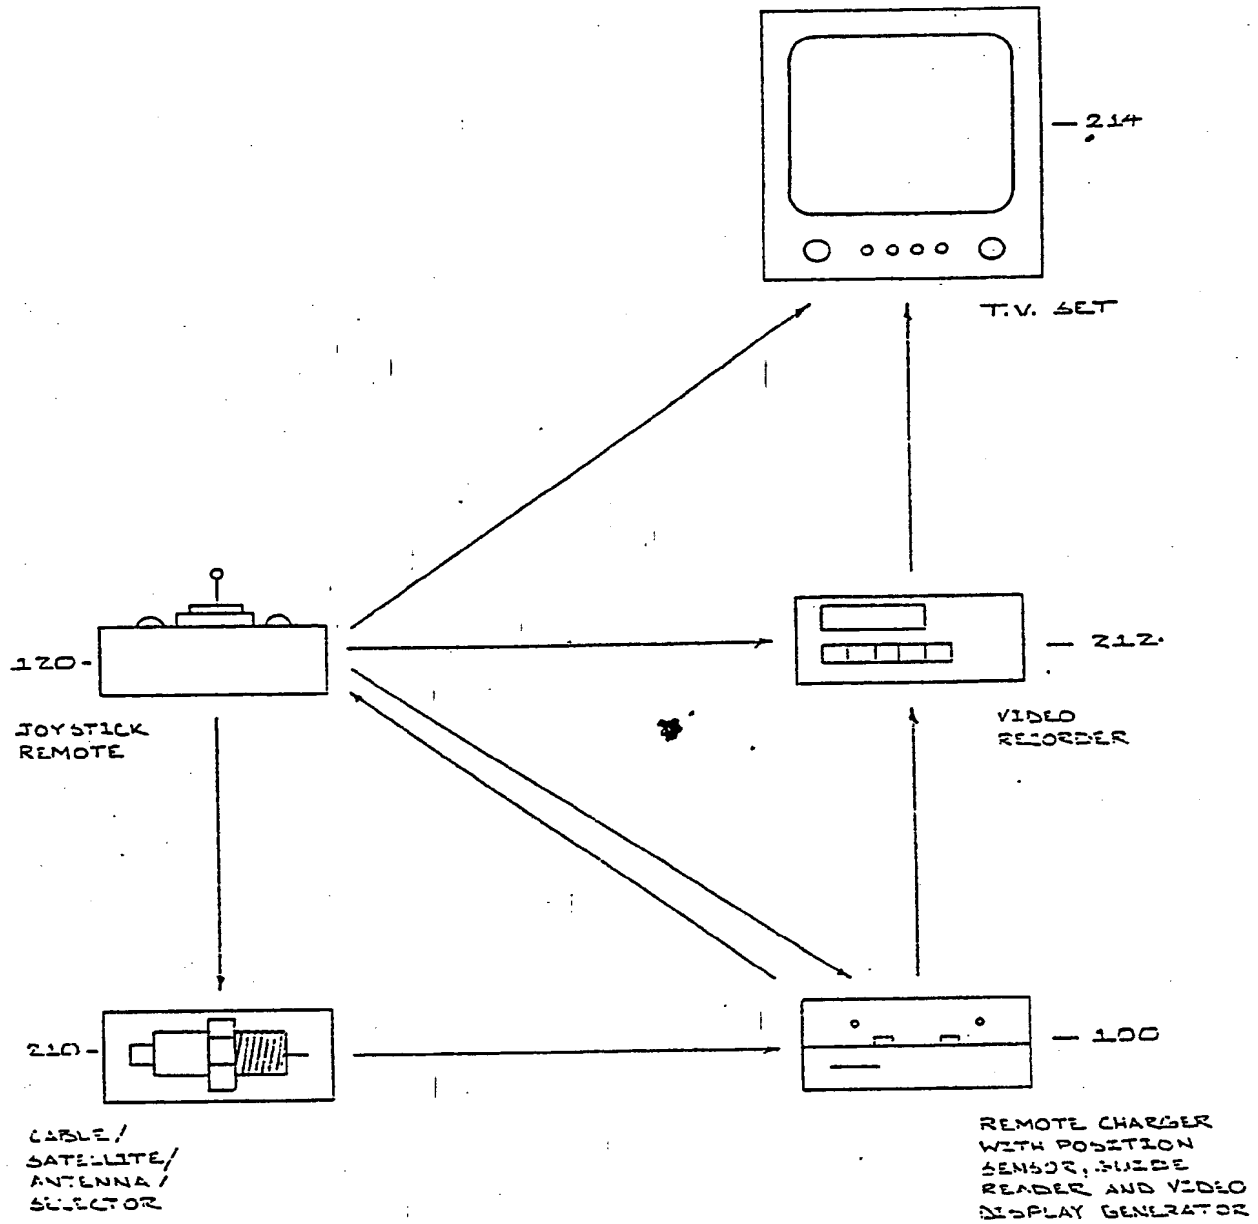 — 214
T.V. SET
120-
JOYSTICK
REMOTE
— 212
VIDEO
RECORDER
210-
— 100
CABLE/
SATELLITE/
ANTENNA/
SELECTOR
REMOTE CHARGER
WITH POSITION
SENSOR, GUIDE
READER AND VIDEO
DISPLAY GENERATOR